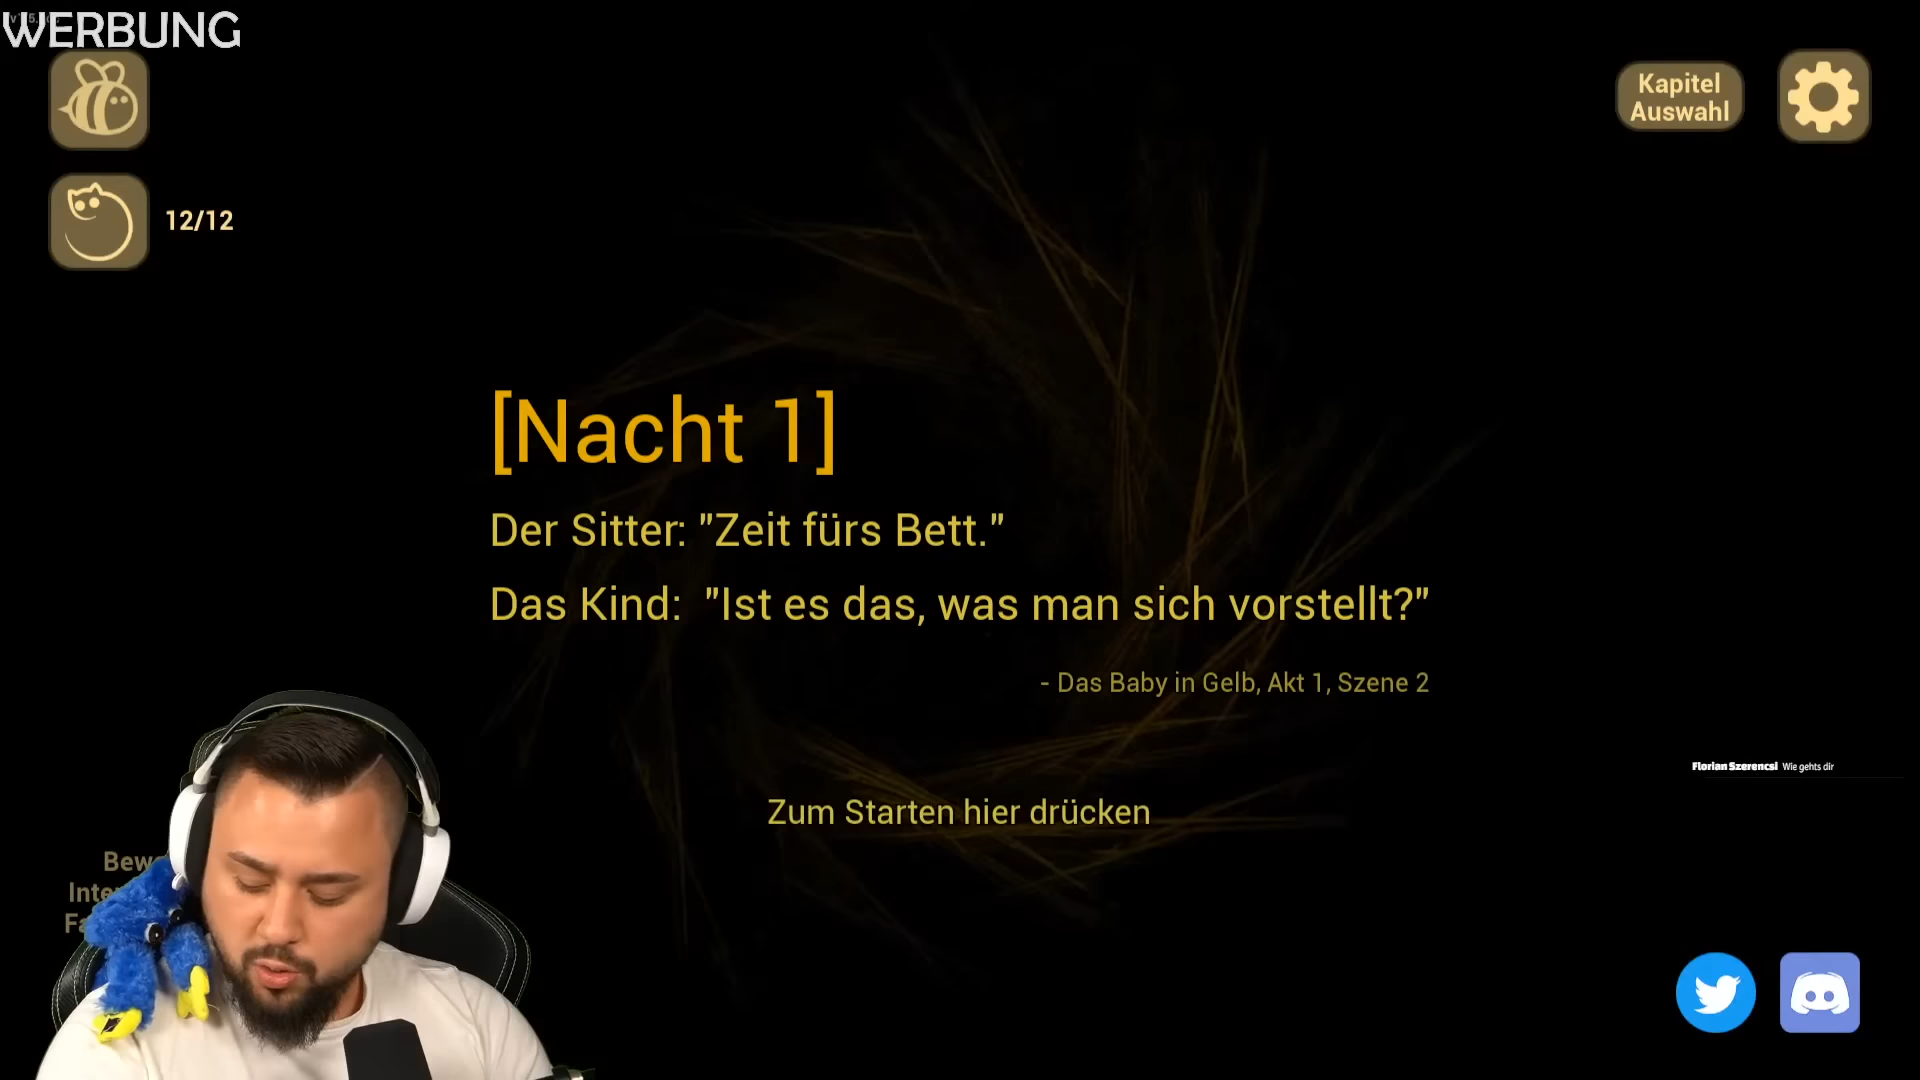 WERBUNG
Kapitel
Auswahl
12/12
[Nacht 1]
Der Sitter: "Zeit fürs Bett."
Das Kind: "Ist es das, was man sich vorstellt?"
- Das Baby in Gelb, Akt 1, Szene 2
Florian Szerencsi Wie gehts dir
Zum Starten hier drücken